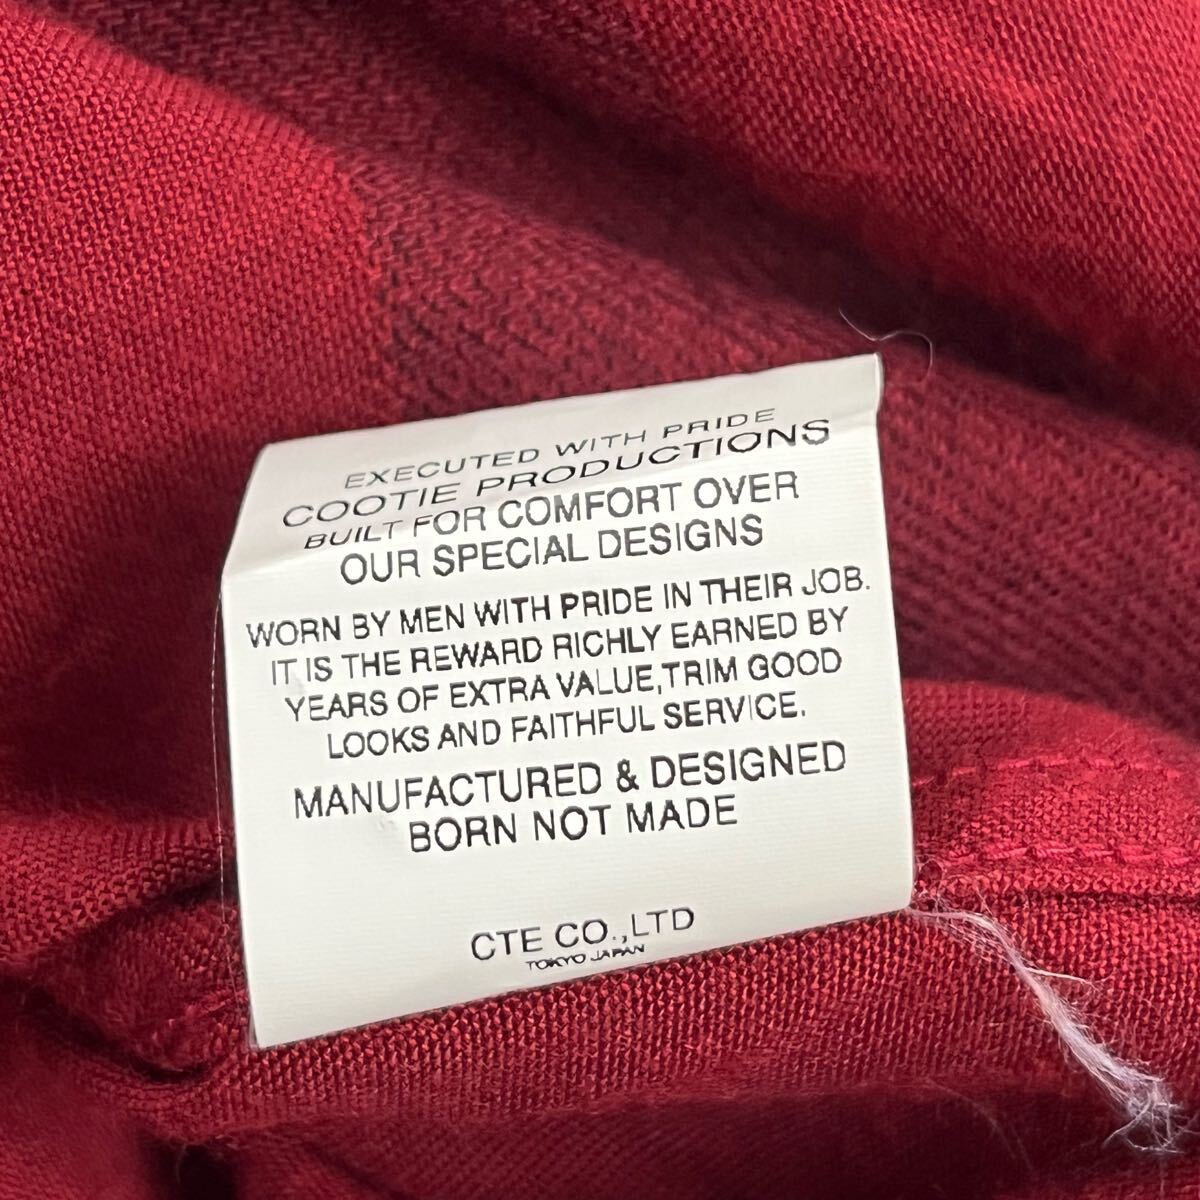 EXECUTED WITH PRIDE
COOTIE PRODUCTIONS
BUILT FOR COMFORT OVER
OUR SPECIAL DESIGNS
WORN BY MEN WITH PRIDE IN THEIR JOB.
IT IS THE REWARD RICHLY EARNED BY
YEARS OF EXTRA VALUE,TRIM GOOD
LOOKS AND FAITHFUL SERVICE.
MANUFACTURED & DESIGNED
BORN NOT MADE
CTE CO.,LTD
TOKYO JAPAN